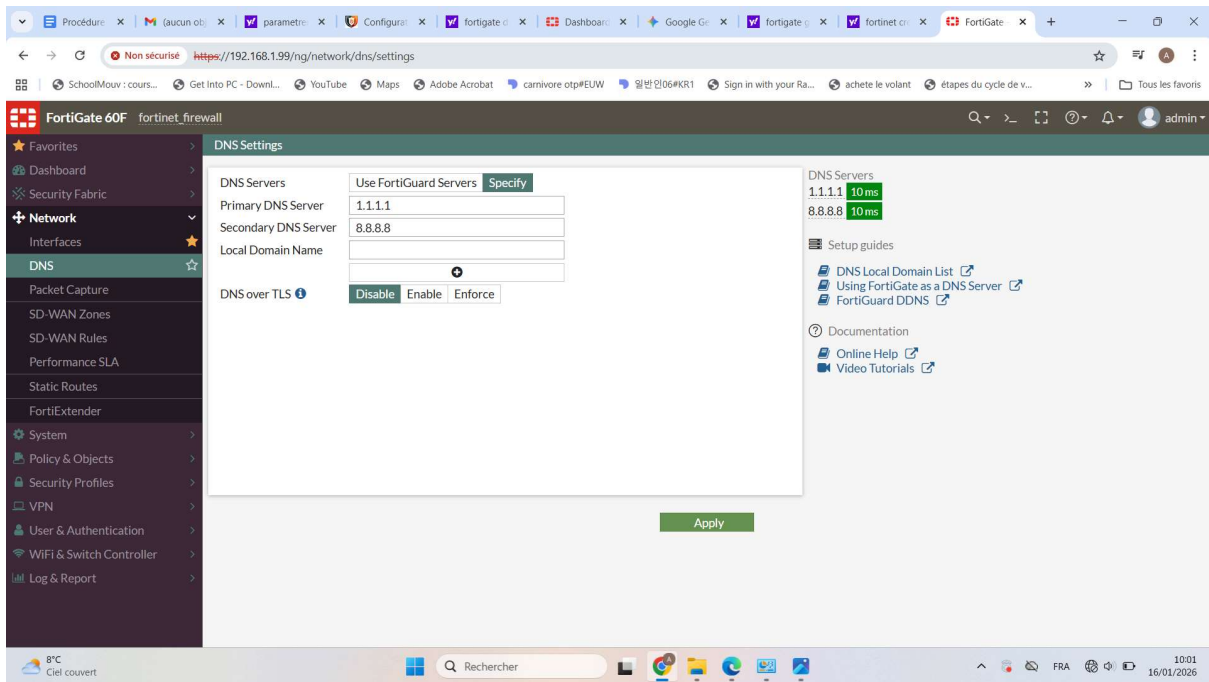 Procédure
(aucun obj
parametre
Configurat
fortigate d
Dashboard
Google Ge
fortigate g
fortinet cr
FortiGate
Non sécurisé https://192.168.1.99/ng/network/dns/settings
A
SchoolMouv : cours...
Get Into PC - Downl...
YouTube
Maps
Adobe Acrobat
carnivore otp#EUW
일반인06#KR1
Sign in with your Ra...
achete le volant
étapes du cycle de v...
»
Tous les favoris
FortiGate 60F fortinet_firewall
admin
Favorites
Dashboard
Security Fabric
Network
Interfaces
DNS
Packet Capture
SD-WAN Zones
SD-WAN Rules
Performance SLA
Static Routes
FortiExtender
System
Policy & Objects
Security Profiles
VPN
User & Authentication
WiFi & Switch Controller
Log & Report
DNS Settings
DNS Servers Use FortiGuard Servers Specify
Primary DNS Server 1.1.1.1
Secondary DNS Server 8.8.8.8
Local Domain Name
DNS over TLS Disable Enable Enforce
Apply
DNS Servers
1.1.1.1 10 ms
8.8.8.8 10 ms
Setup guides
DNS Local Domain List
Using FortiGate as a DNS Server
FortiGuard DDNS
Documentation
Online Help
Video Tutorials
8°C
Ciel couvert
Rechercher
FRA
10:01
16/01/2026